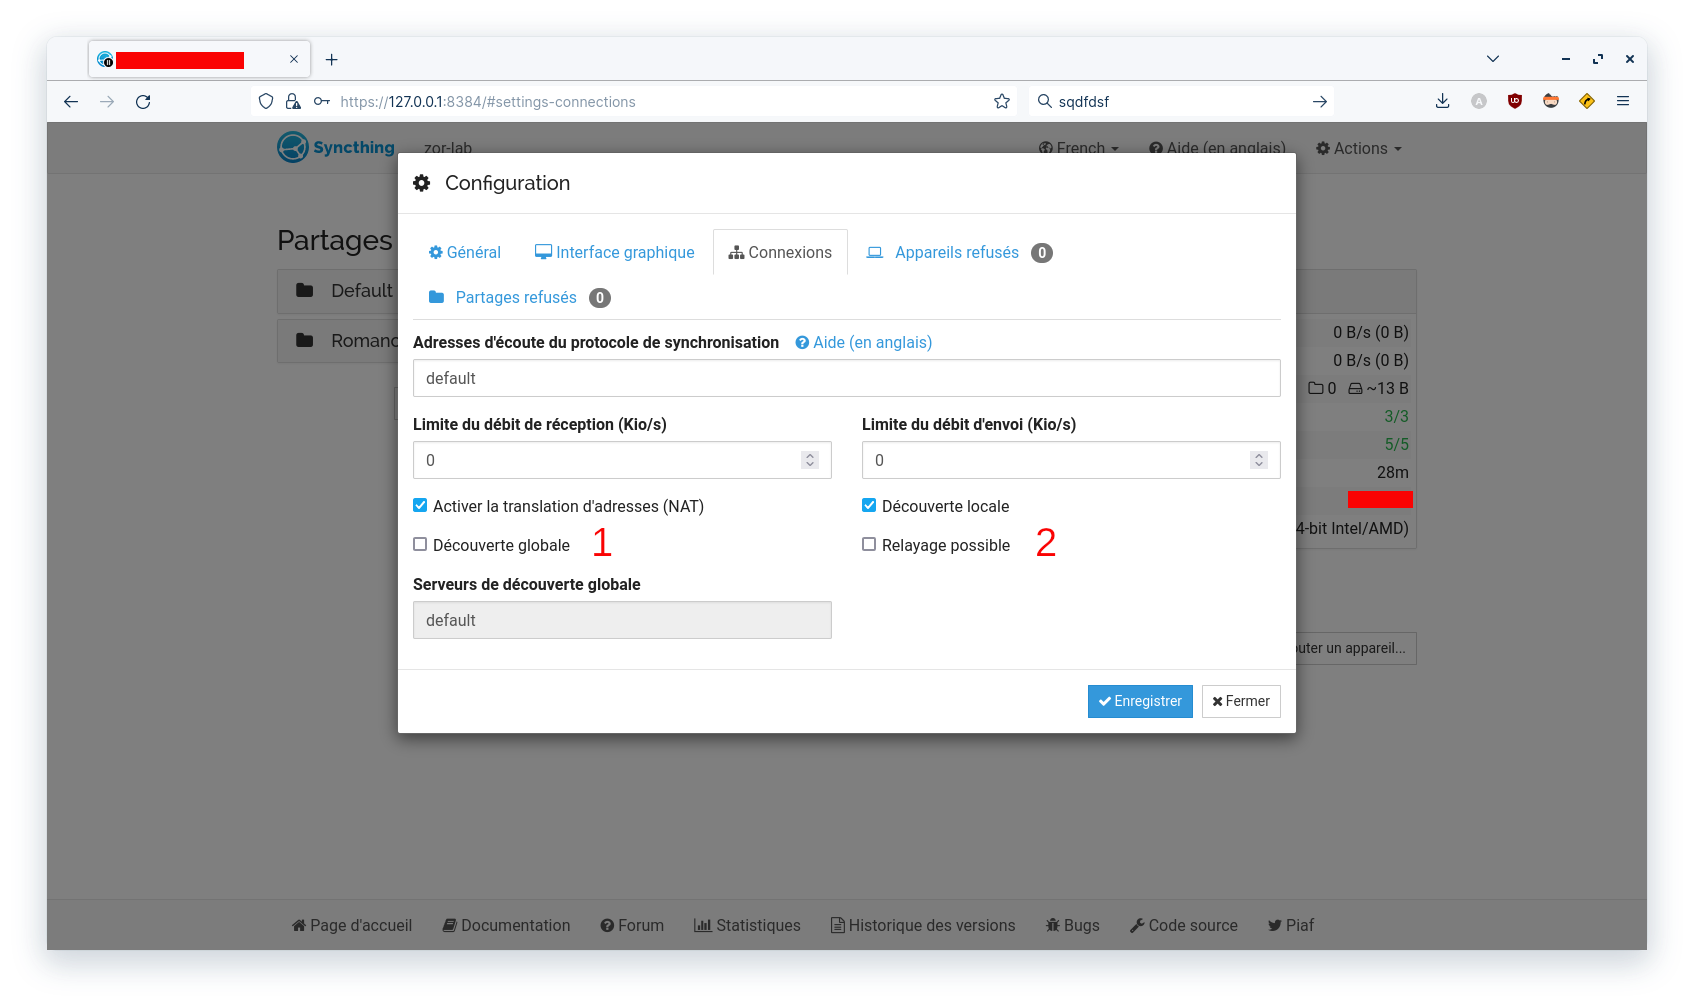 https://127.0.0.1:8384/#settings-connections
sqdfdsf
Syncthing
zor-lab
French
Aide (en anglais)
Actions
Configuration
Général
Interface graphique
Connexions
Appareils refusés 0
Partages refusés 0
Adresses d'écoute du protocole de synchronisation
Aide (en anglais)
default
Limite du débit de réception (Kio/s)
Limite du débit d'envoi (Kio/s)
0
0
Activer la translation d'adresses (NAT)
Découverte locale
Découverte globale
1
Relayage possible
2
Serveurs de découverte globale
default
Enregistrer
Fermer
Partages
Default
0 B/s (0 B)
0 B/s (0 B)
0 ~13 B
3/3
5/5
28m
4-bit Intel/AMD)
un appareil...
Page d'accueil
Documentation
Forum
Statistiques
Historique des versions
Bugs
Code source
Piaf